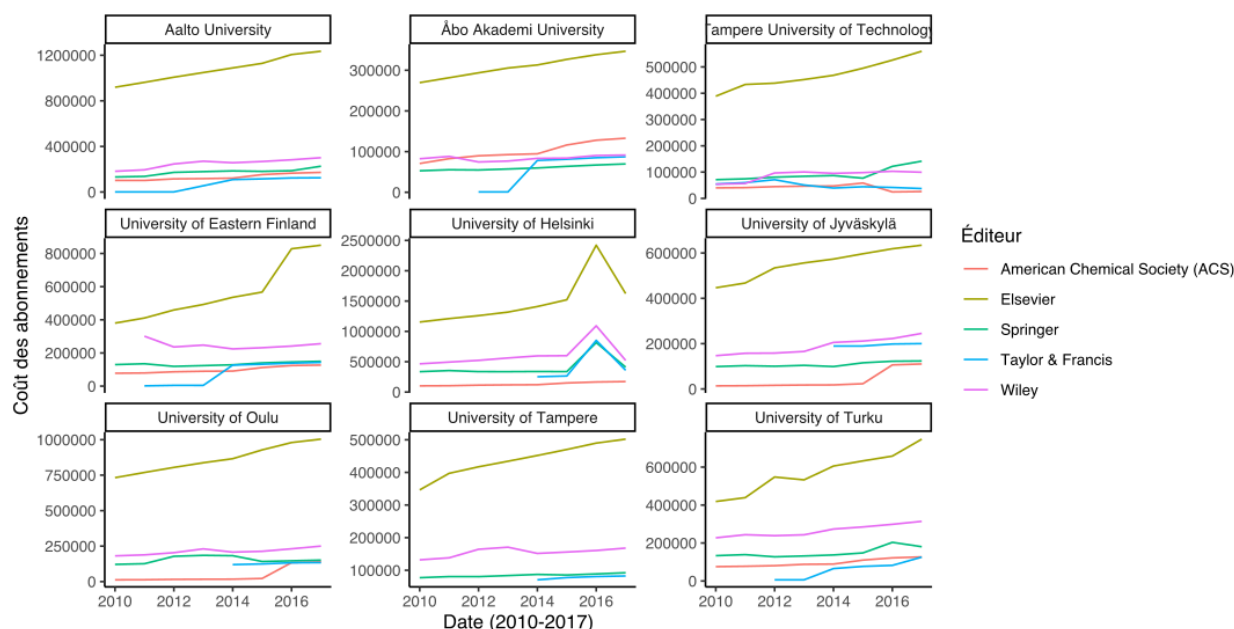 Aalto University
Åbo Akademi University
Tampere University of Technology
1200000
800000
400000
0
300000
200000
100000
0
500000
400000
300000
200000
100000
0
University of Eastern Finland
University of Helsinki
University of Jyväskylä
800000
600000
400000
200000
0
2500000
2000000
1500000
1000000
500000
0
600000
400000
200000
0
University of Oulu
University of Tampere
University of Turku
1000000
750000
500000
250000
0
500000
400000
300000
200000
100000
600000
400000
200000
0
2010 2012 2014 2016
2010 2012 2014 2016
2010 2012 2014 2016
Date (2010-2017)
Coût des abonnements
Éditeur
American Chemical Society (ACS)
Elsevier
Springer
Taylor & Francis
Wiley